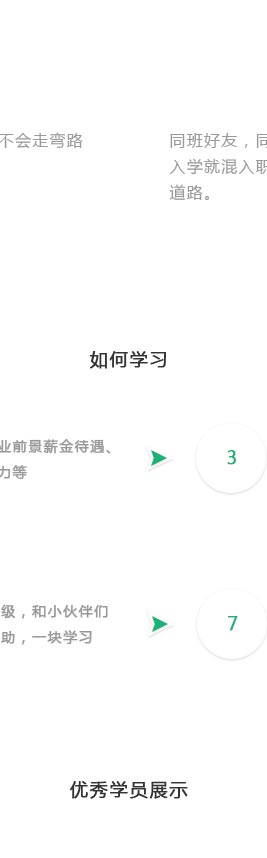 不会走弯路
同班好友，同
入学就混入职
道路。
如何学习
业前景薪金待遇、
力等
3
级，和小伙伴们
助，一块学习
7
优秀学员展示